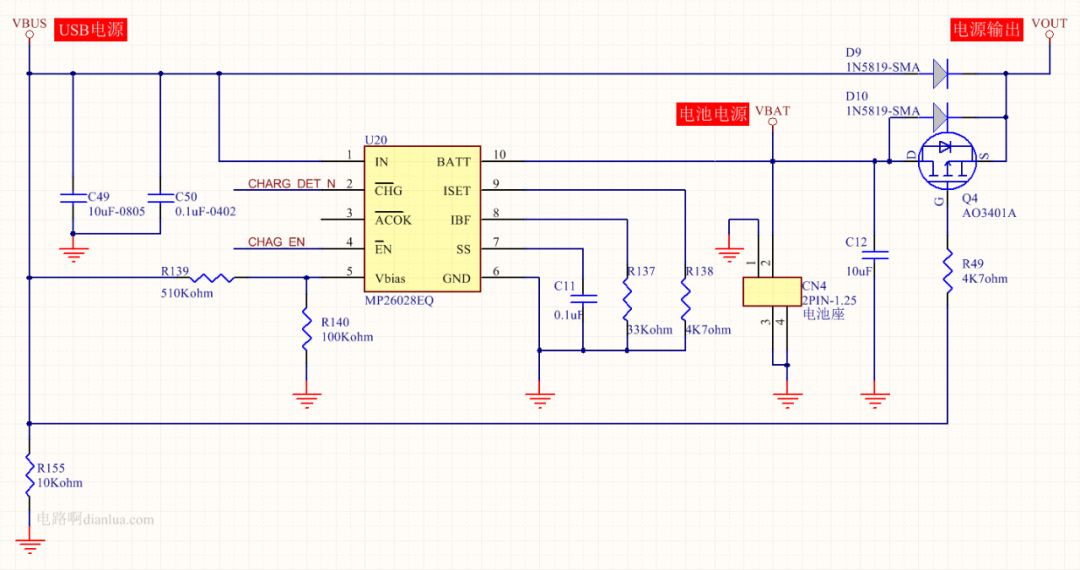 VBUS
USB电源
电源输出
VOUT
D9
1N5819-SMA
D10
1N5819-SMA
电池电源
VBAT
U20
1
IN
BATT
10
CHARG_DET_N
2
CHG
ISET
9
3
ACOK
IBF
8
CHAG_EN
4
EN
SS
7
5
Vbias
GND
6
MP26028EQ
C49
10uF-0805
C50
0.1uF-0402
R139
510Kohm
R140
100Kohm
C11
0.1uF
R137
33Kohm
R138
4K7ohm
1
2
CN4
2PIN-1.25
电池座
3
4
C12
10uF
D
S
G
Q4
AO3401A
R49
4K7ohm
R155
10Kohm
电路啊dianlua.com